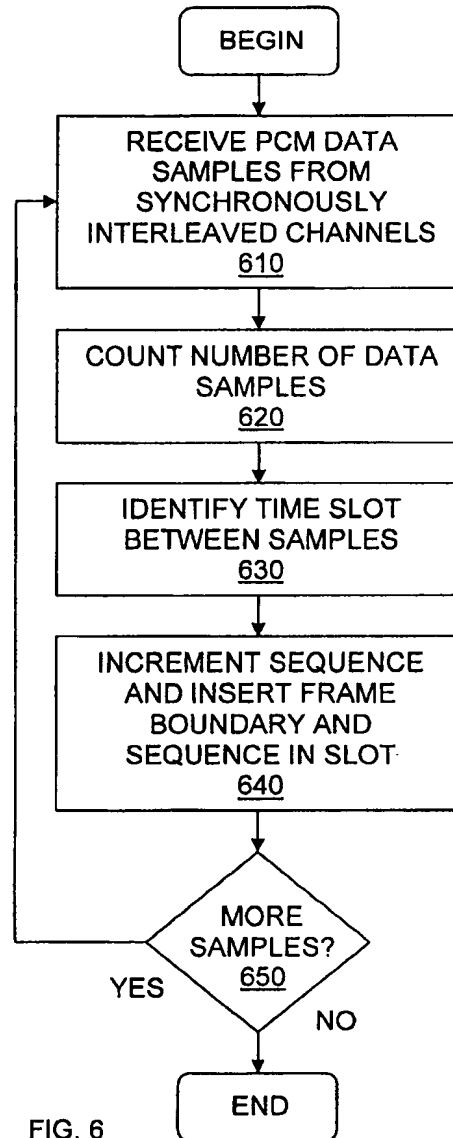 BEGIN
RECEIVE PCM DATA
SAMPLES FROM
SYNCHRONOUSLY
INTERLEAVED CHANNELS
610
COUNT NUMBER OF DATA
SAMPLES
620
IDENTIFY TIME SLOT
BETWEEN SAMPLES
630
INCREMENT SEQUENCE
AND INSERT FRAME
BOUNDARY AND
SEQUENCE IN SLOT
640
MORE
SAMPLES?
650
YES
NO
END
FIG. 6